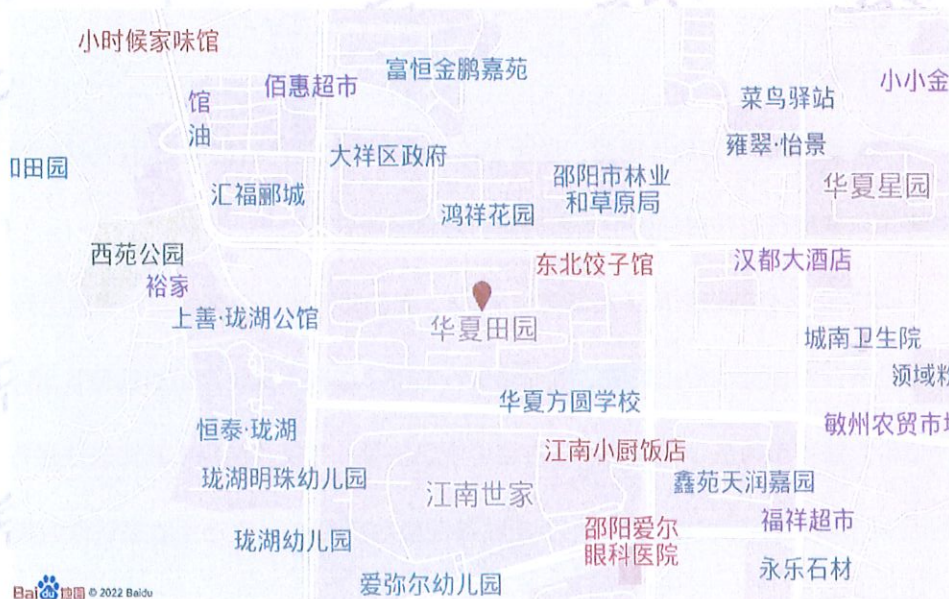 小时候家味馆
富恒金鹏嘉苑
佰惠超市
小小金
馆
菜鸟驿站
油
雍翠·怡景
大祥区政府
田园
邵阳市林业
和草原局
华夏星园
汇福郦城
鸿祥花园
西苑公园
东北饺子馆
汉都大酒店
裕家
上善·珑湖公馆
华夏田园
城南卫生院
领域
华夏方圆学校
恒泰·珑湖
敏州农贸市
江南小厨饭店
珑湖明珠幼儿园
江南世家
鑫苑天润嘉园
福祥超市
邵阳爱尔
眼科医院
珑湖幼儿园
永乐石材
爱弥尔幼儿园
Bai du 地图 © 2022 Baidu